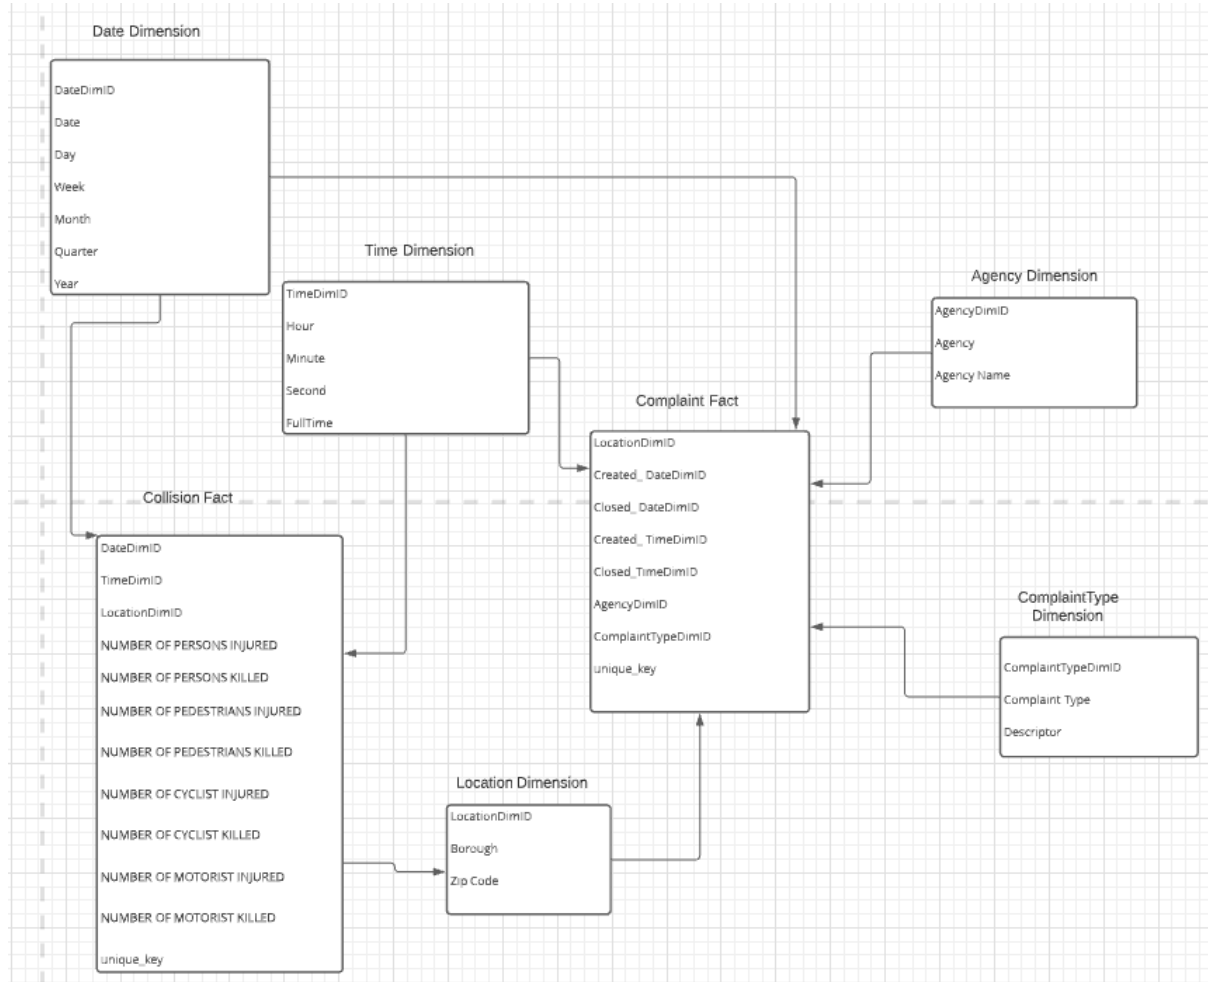 Date Dimension
DateDimID
Date
Day
Week
Month
Quarter
Year
Time Dimension
TimeDimID
Hour
Minute
Second
FullTime
Agency Dimension
AgencyDimID
Agency
Agency Name
Complaint Fact
LocationDimID
Created_ DateDimID
Closed_ DateDimID
Created_ TimeDimID
Closed_TimeDimID
AgencyDimID
ComplaintTypeDimID
unique_key
Collision Fact
DateDimID
TimeDimID
LocationDimID
NUMBER OF PERSONS INJURED
NUMBER OF PERSONS KILLED
NUMBER OF PEDESTRIANS INJURED
NUMBER OF PEDESTRIANS KILLED
NUMBER OF CYCLIST INJURED
NUMBER OF CYCLIST KILLED
NUMBER OF MOTORIST INJURED
NUMBER OF MOTORIST KILLED
unique_key
ComplaintType
Dimension
ComplaintTypeDimID
Complaint Type
Descriptor
Location Dimension
LocationDimID
Borough
Zip Code